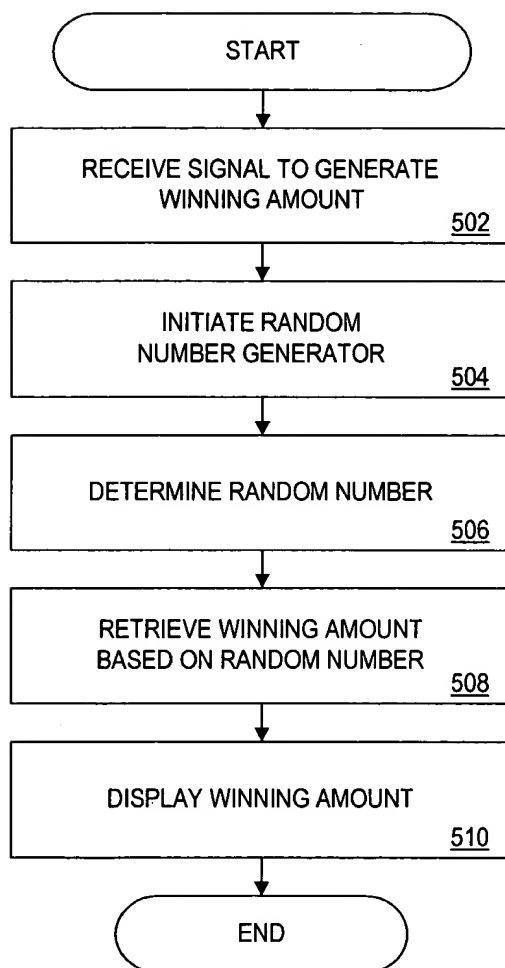 START
RECEIVE SIGNAL TO GENERATE
WINNING AMOUNT
502
INITIATE RANDOM
NUMBER GENERATOR
504
DETERMINE RANDOM NUMBER
506
RETRIEVE WINNING AMOUNT
BASED ON RANDOM NUMBER
508
DISPLAY WINNING AMOUNT
510
END